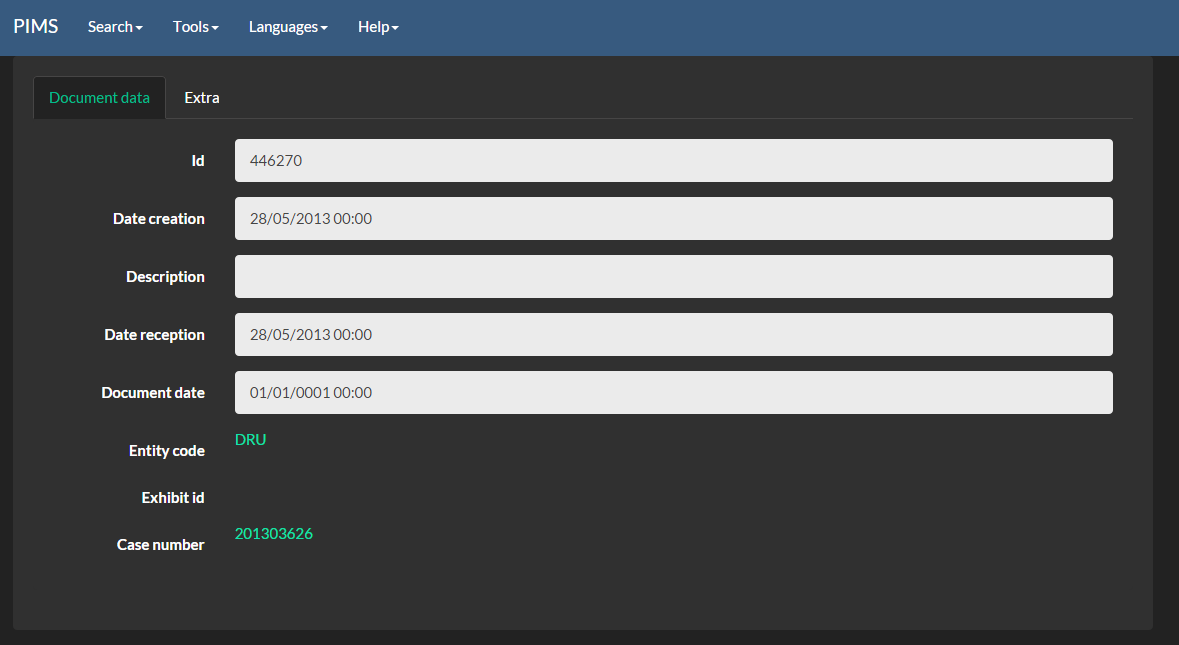 PIMS Search Tools Languages Help
Document data Extra
Id 446270
Date creation 28/05/2013 00:00
Description
Date reception 28/05/2013 00:00
Document date 01/01/0001 00:00
Entity code DRU
Exhibit id
Case number 201303626